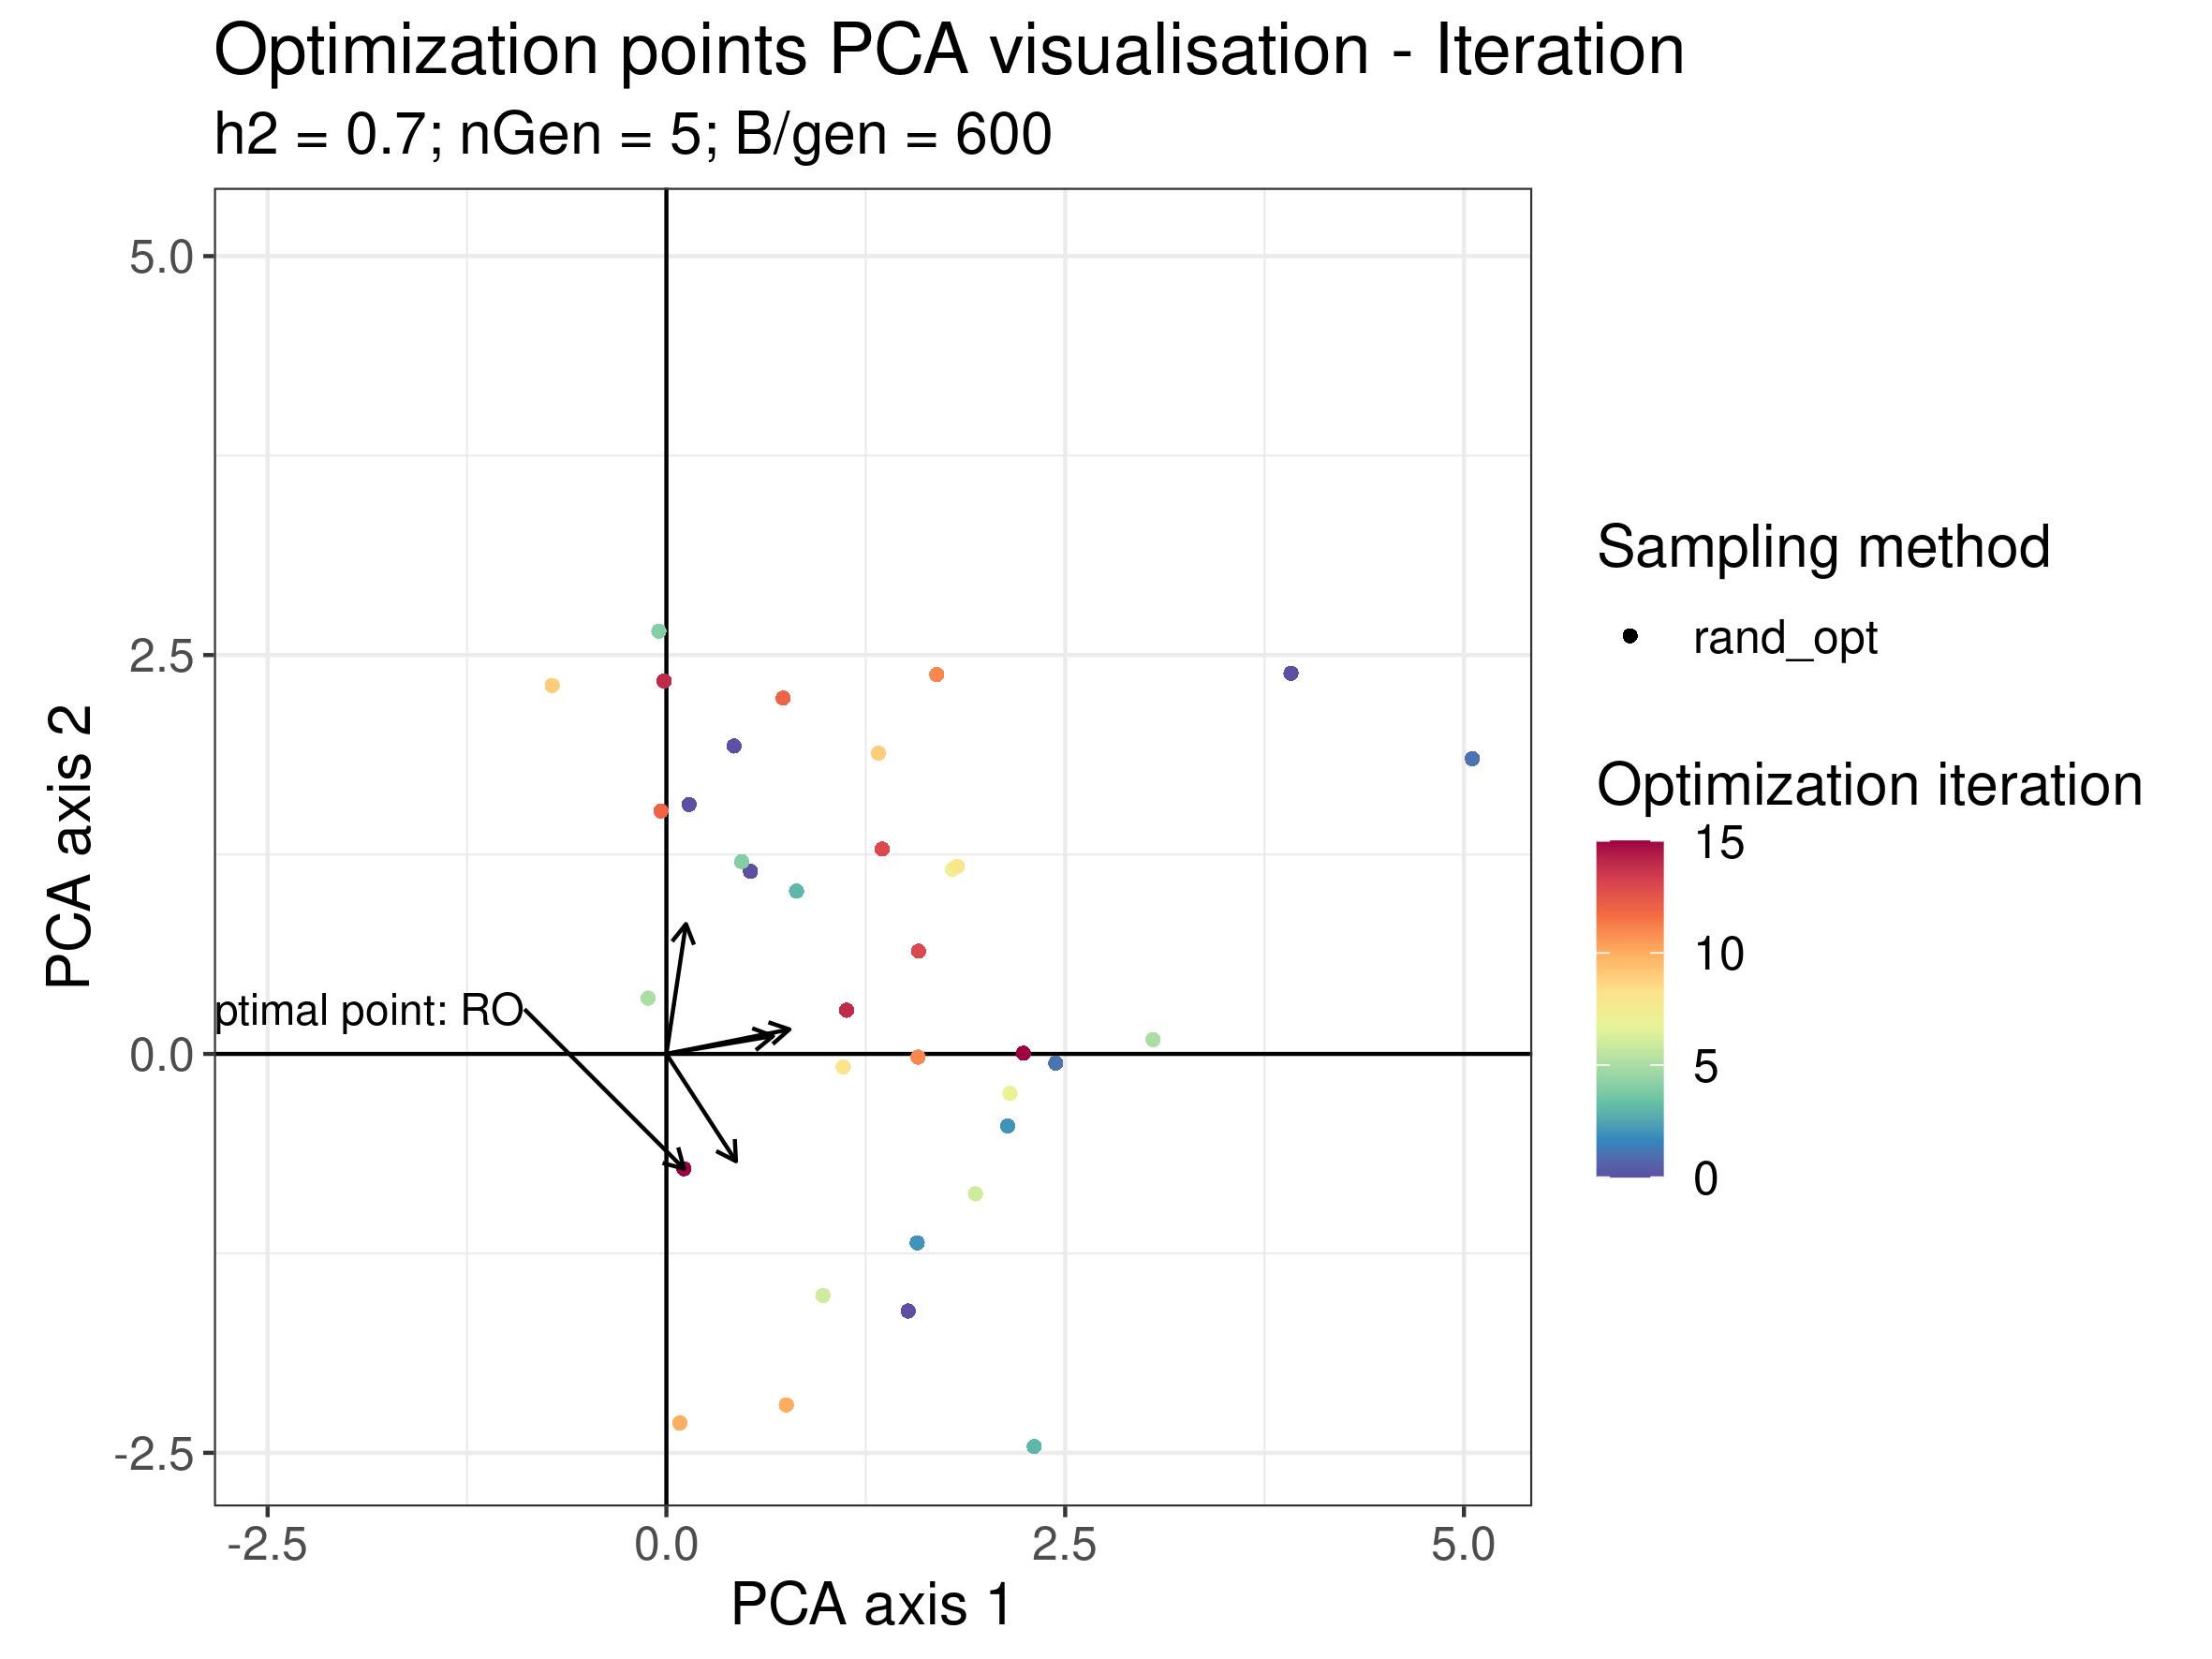 Optimization points PCA visualisation - Iteration
h2 = 0.7; nGen = 5; B/gen = 600
5.0
2.5
0.0
-2.5
PCA axis 2
ptimal point: RO
-2.5
0.0
2.5
5.0
PCA axis 1
Sampling method
rand_opt
Optimization iteration
15
10
5
0